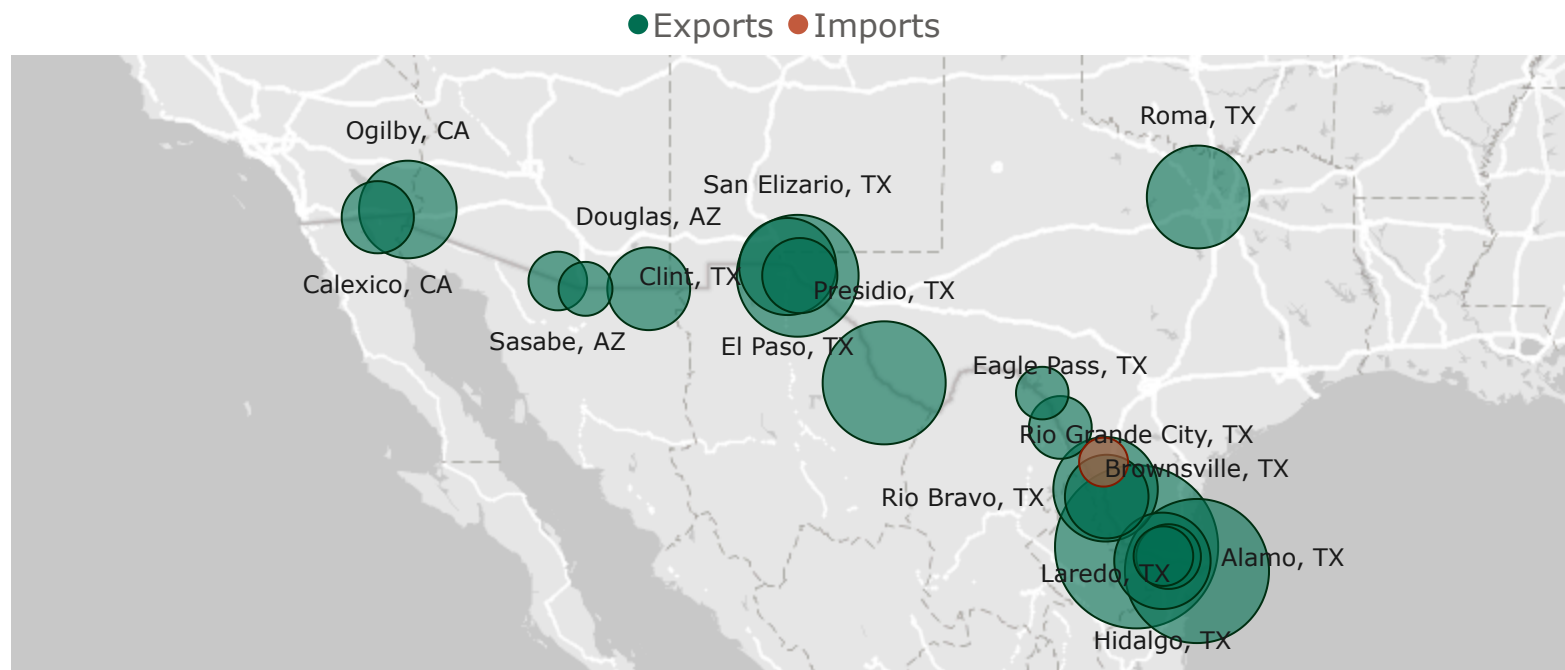 Exports Imports
Roma, TX
Ogilby, CA
San Elizario, TX
Douglas, AZ
Clint, TX
Calexico, CA
Presidio, TX
Sasabe, AZ
El Paso, TX
Eagle Pass, TX
Rio Grande City, TX
Brownsville, TX
Rio Bravo, TX
Alamo, TX
Laredo, TX
Hidalgo, TX